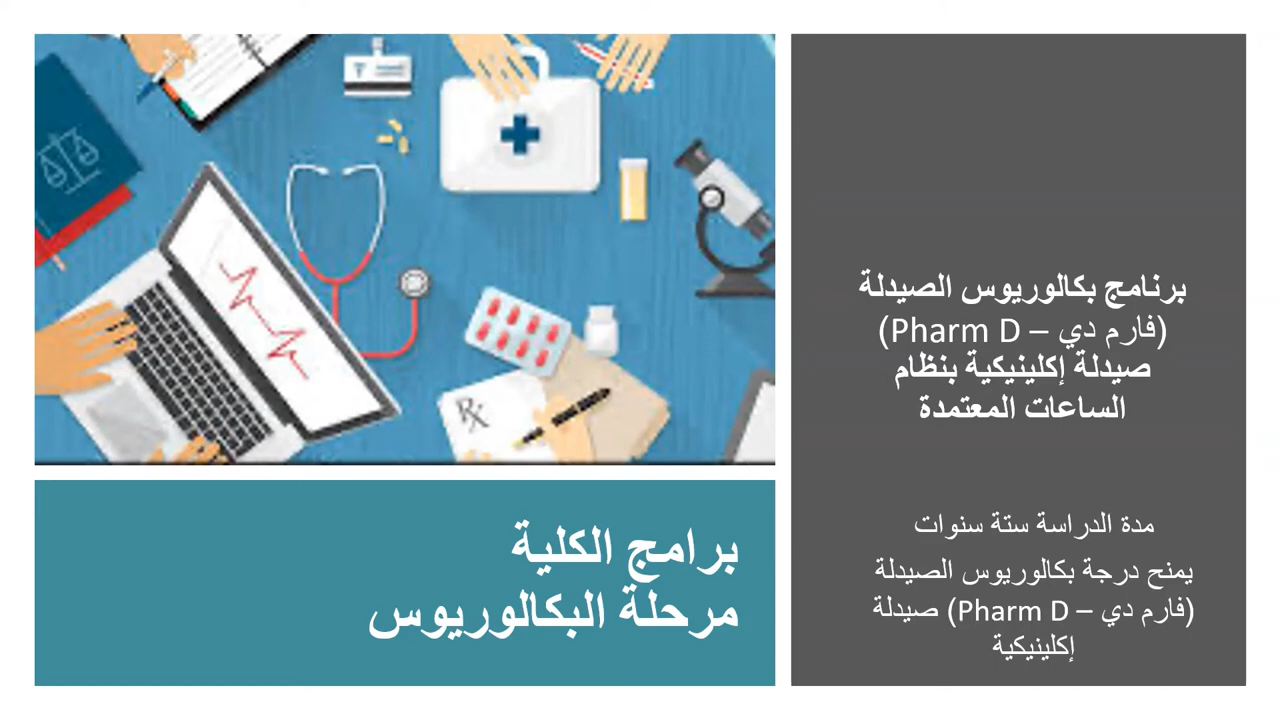 برامج الكلية
مرحلة البكالوريوس
برنامج بكالوريوس الصيدلة
(فارم دي – Pharm D)
صيدلة إكلينيكية بنظام
الساعات المعتمدة
مدة الدراسة ستة سنوات
يمنح درجة بكالوريوس الصيدلة
(فارم دي – Pharm D) صيدلة
إكلينيكية
Rx